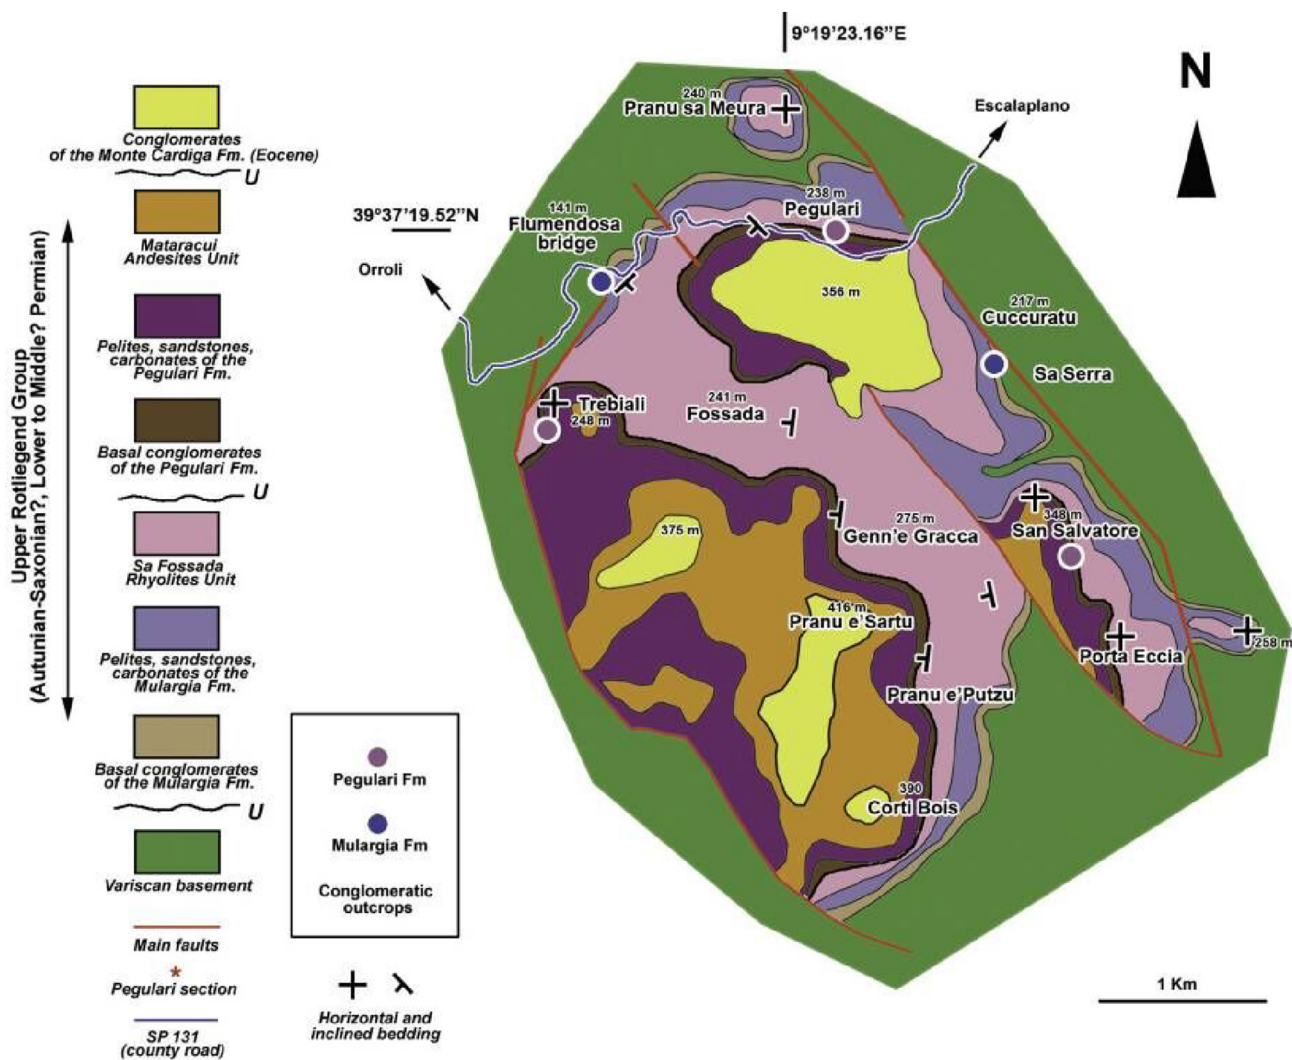 9°19'23.16"E
N
Escalaplano
240 m
Pranu sa Meura
238 m
Pegulari
39°37'19.52"N
141 m
Flumendosa
bridge
Orroli
356 m
217 m
Cuccuratu
Sa Serra
Trebiali
248 m
241 m
Fossada
348 m
San Salvatore
275 m
Genn'e Gracca
375 m
416 m
Pranu e'Sartu
Porta Eccia
258 m
Pranu e'Putzu
390
Corti Bois
1 Km
Upper Rotliegend Group
(Autunian-Saxonian?, Lower to Middle? Permian)
Conglomerates
of the Monte Cardiga Fm. (Eocene)
U
Mataracui
Andesites Unit
Pelites, sandstones,
carbonates of the
Pegulari Fm.
Basal conglomerates
of the Pegulari Fm.
U
Sa Fossada
Rhyolites Unit
Pelites, sandstones,
carbonates of the
Mulargia Fm.
Basal conglomerates
of the Mulargia Fm.
U
Variscan basement
Main faults
*
Pegulari section
SP 131
(county road)
Pegulari Fm
Mulargia Fm
Conglomeratic
outcrops
Horizontal and
inclined bedding